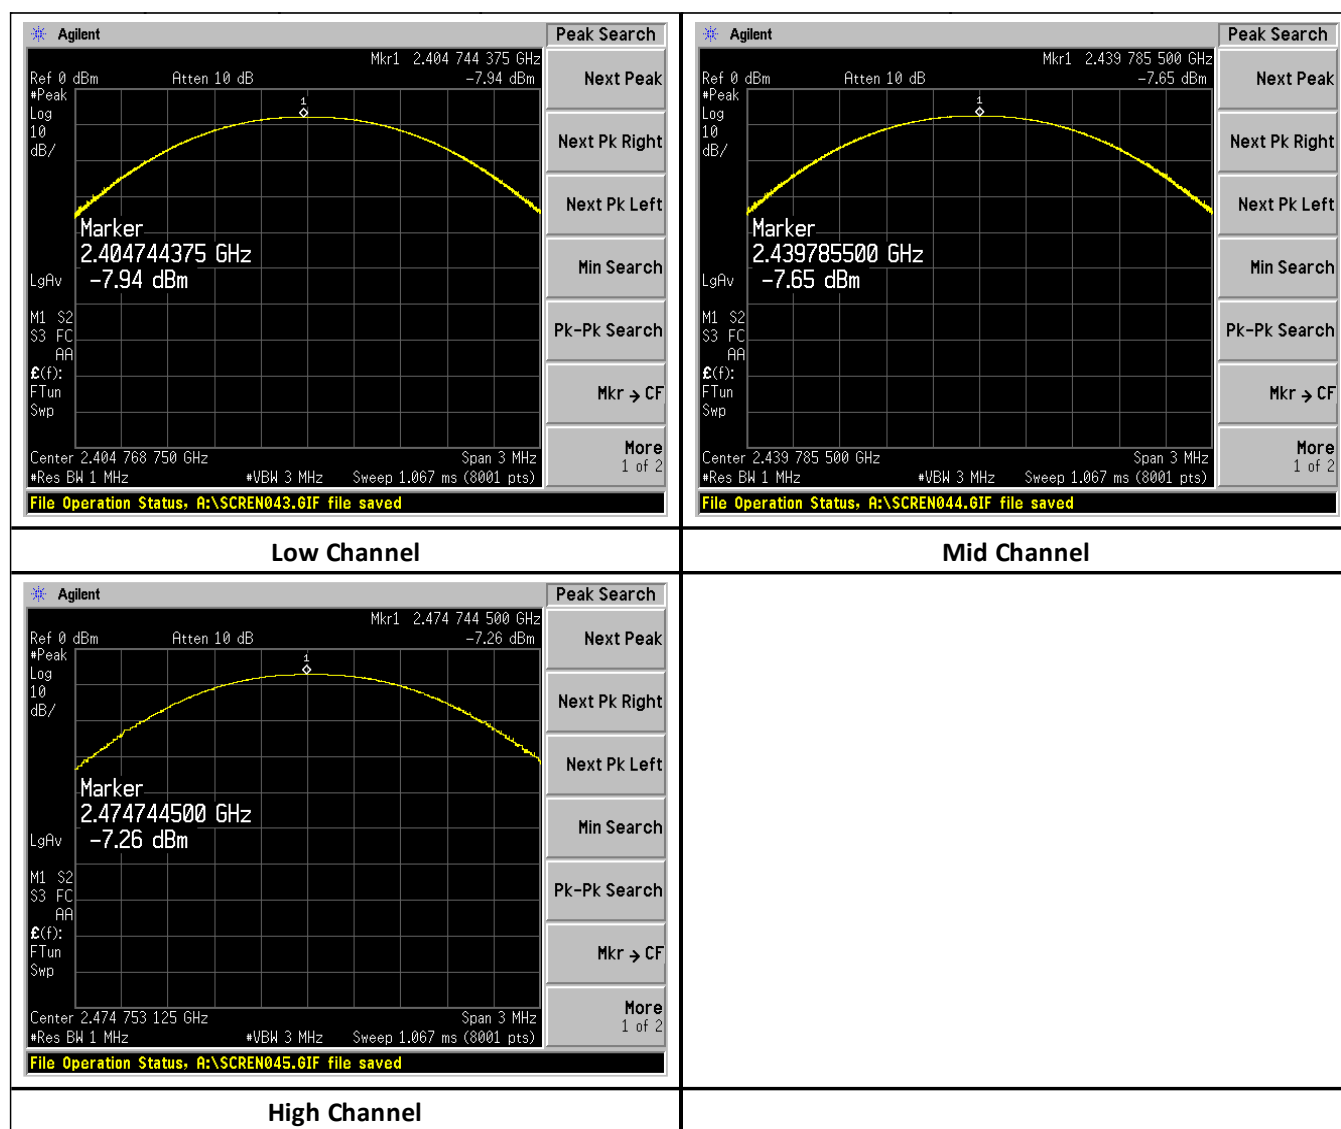 Agilent
Peak Search
Mkr1 2.404 744 375 GHz
Ref 0 dBm Atten 10 dB -7.94 dBm
#Peak
Log
10
dB/
1
Marker
2.404744375 GHz
-7.94 dBm
LgAv
M1 S2
S3 FC
AA
£(f):
FTun
Swp
Center 2.404 768 750 GHz Span 3 MHz
#Res BW 1 MHz #VBW 3 MHz Sweep 1.067 ms (8001 pts)
File Operation Status, A:\SCREN043.GIF file saved
Next Peak
Next Pk Right
Next Pk Left
Min Search
Pk-Pk Search
Mkr → CF
More
1 of 2
Agilent
Peak Search
Mkr1 2.439 785 500 GHz
Ref 0 dBm Atten 10 dB -7.65 dBm
#Peak
Log
10
dB/
1
Marker
2.439785500 GHz
-7.65 dBm
LgAv
M1 S2
S3 FC
AA
£(f):
FTun
Swp
Center 2.439 785 500 GHz Span 3 MHz
#Res BW 1 MHz #VBW 3 MHz Sweep 1.067 ms (8001 pts)
File Operation Status, A:\SCREN044.GIF file saved
Next Peak
Next Pk Right
Next Pk Left
Min Search
Pk-Pk Search
Mkr → CF
More
1 of 2
Low Channel
Mid Channel
Agilent
Peak Search
Mkr1 2.474 744 500 GHz
Ref 0 dBm Atten 10 dB -7.26 dBm
#Peak
Log
10
dB/
1
Marker
2.474744500 GHz
-7.26 dBm
LgAv
M1 S2
S3 FC
AA
£(f):
FTun
Swp
Center 2.474 753 125 GHz Span 3 MHz
#Res BW 1 MHz #VBW 3 MHz Sweep 1.067 ms (8001 pts)
File Operation Status, A:\SCREN045.GIF file saved
Next Peak
Next Pk Right
Next Pk Left
Min Search
Pk-Pk Search
Mkr → CF
More
1 of 2
High Channel